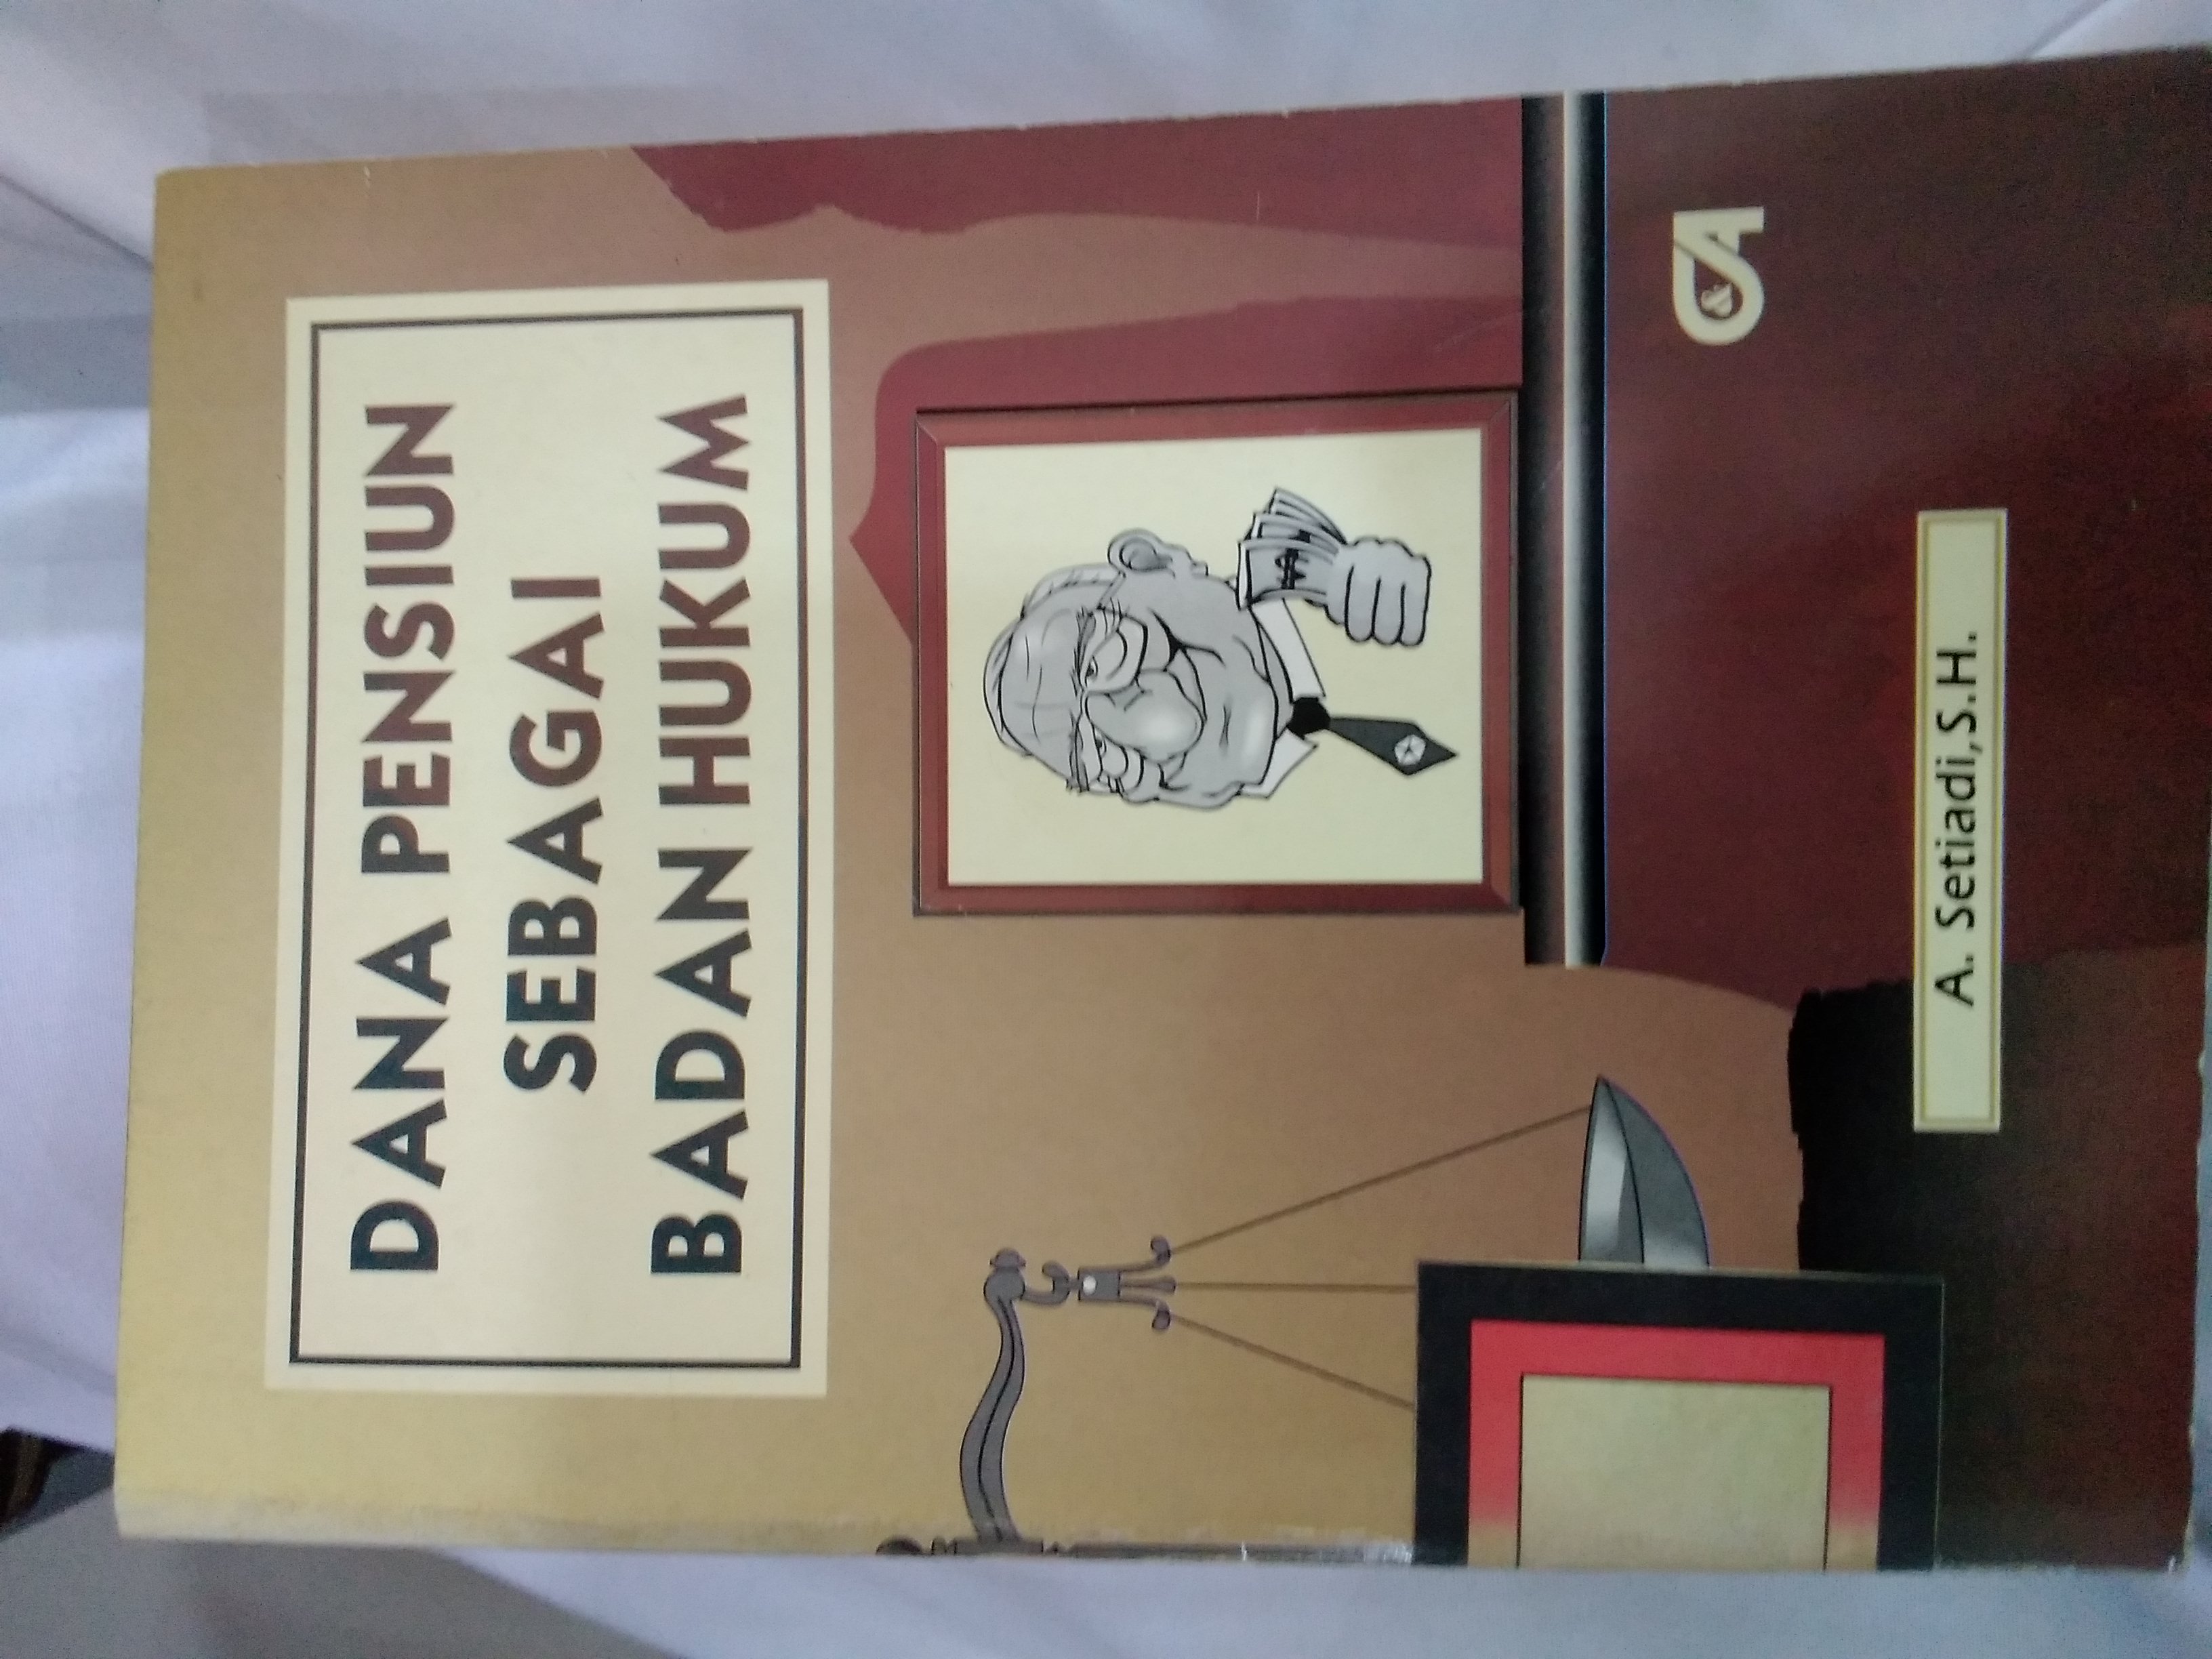 DANA PENSIUN
SEBAGAI
BADAN HUKUM
$
A. Setiadi,S.H.